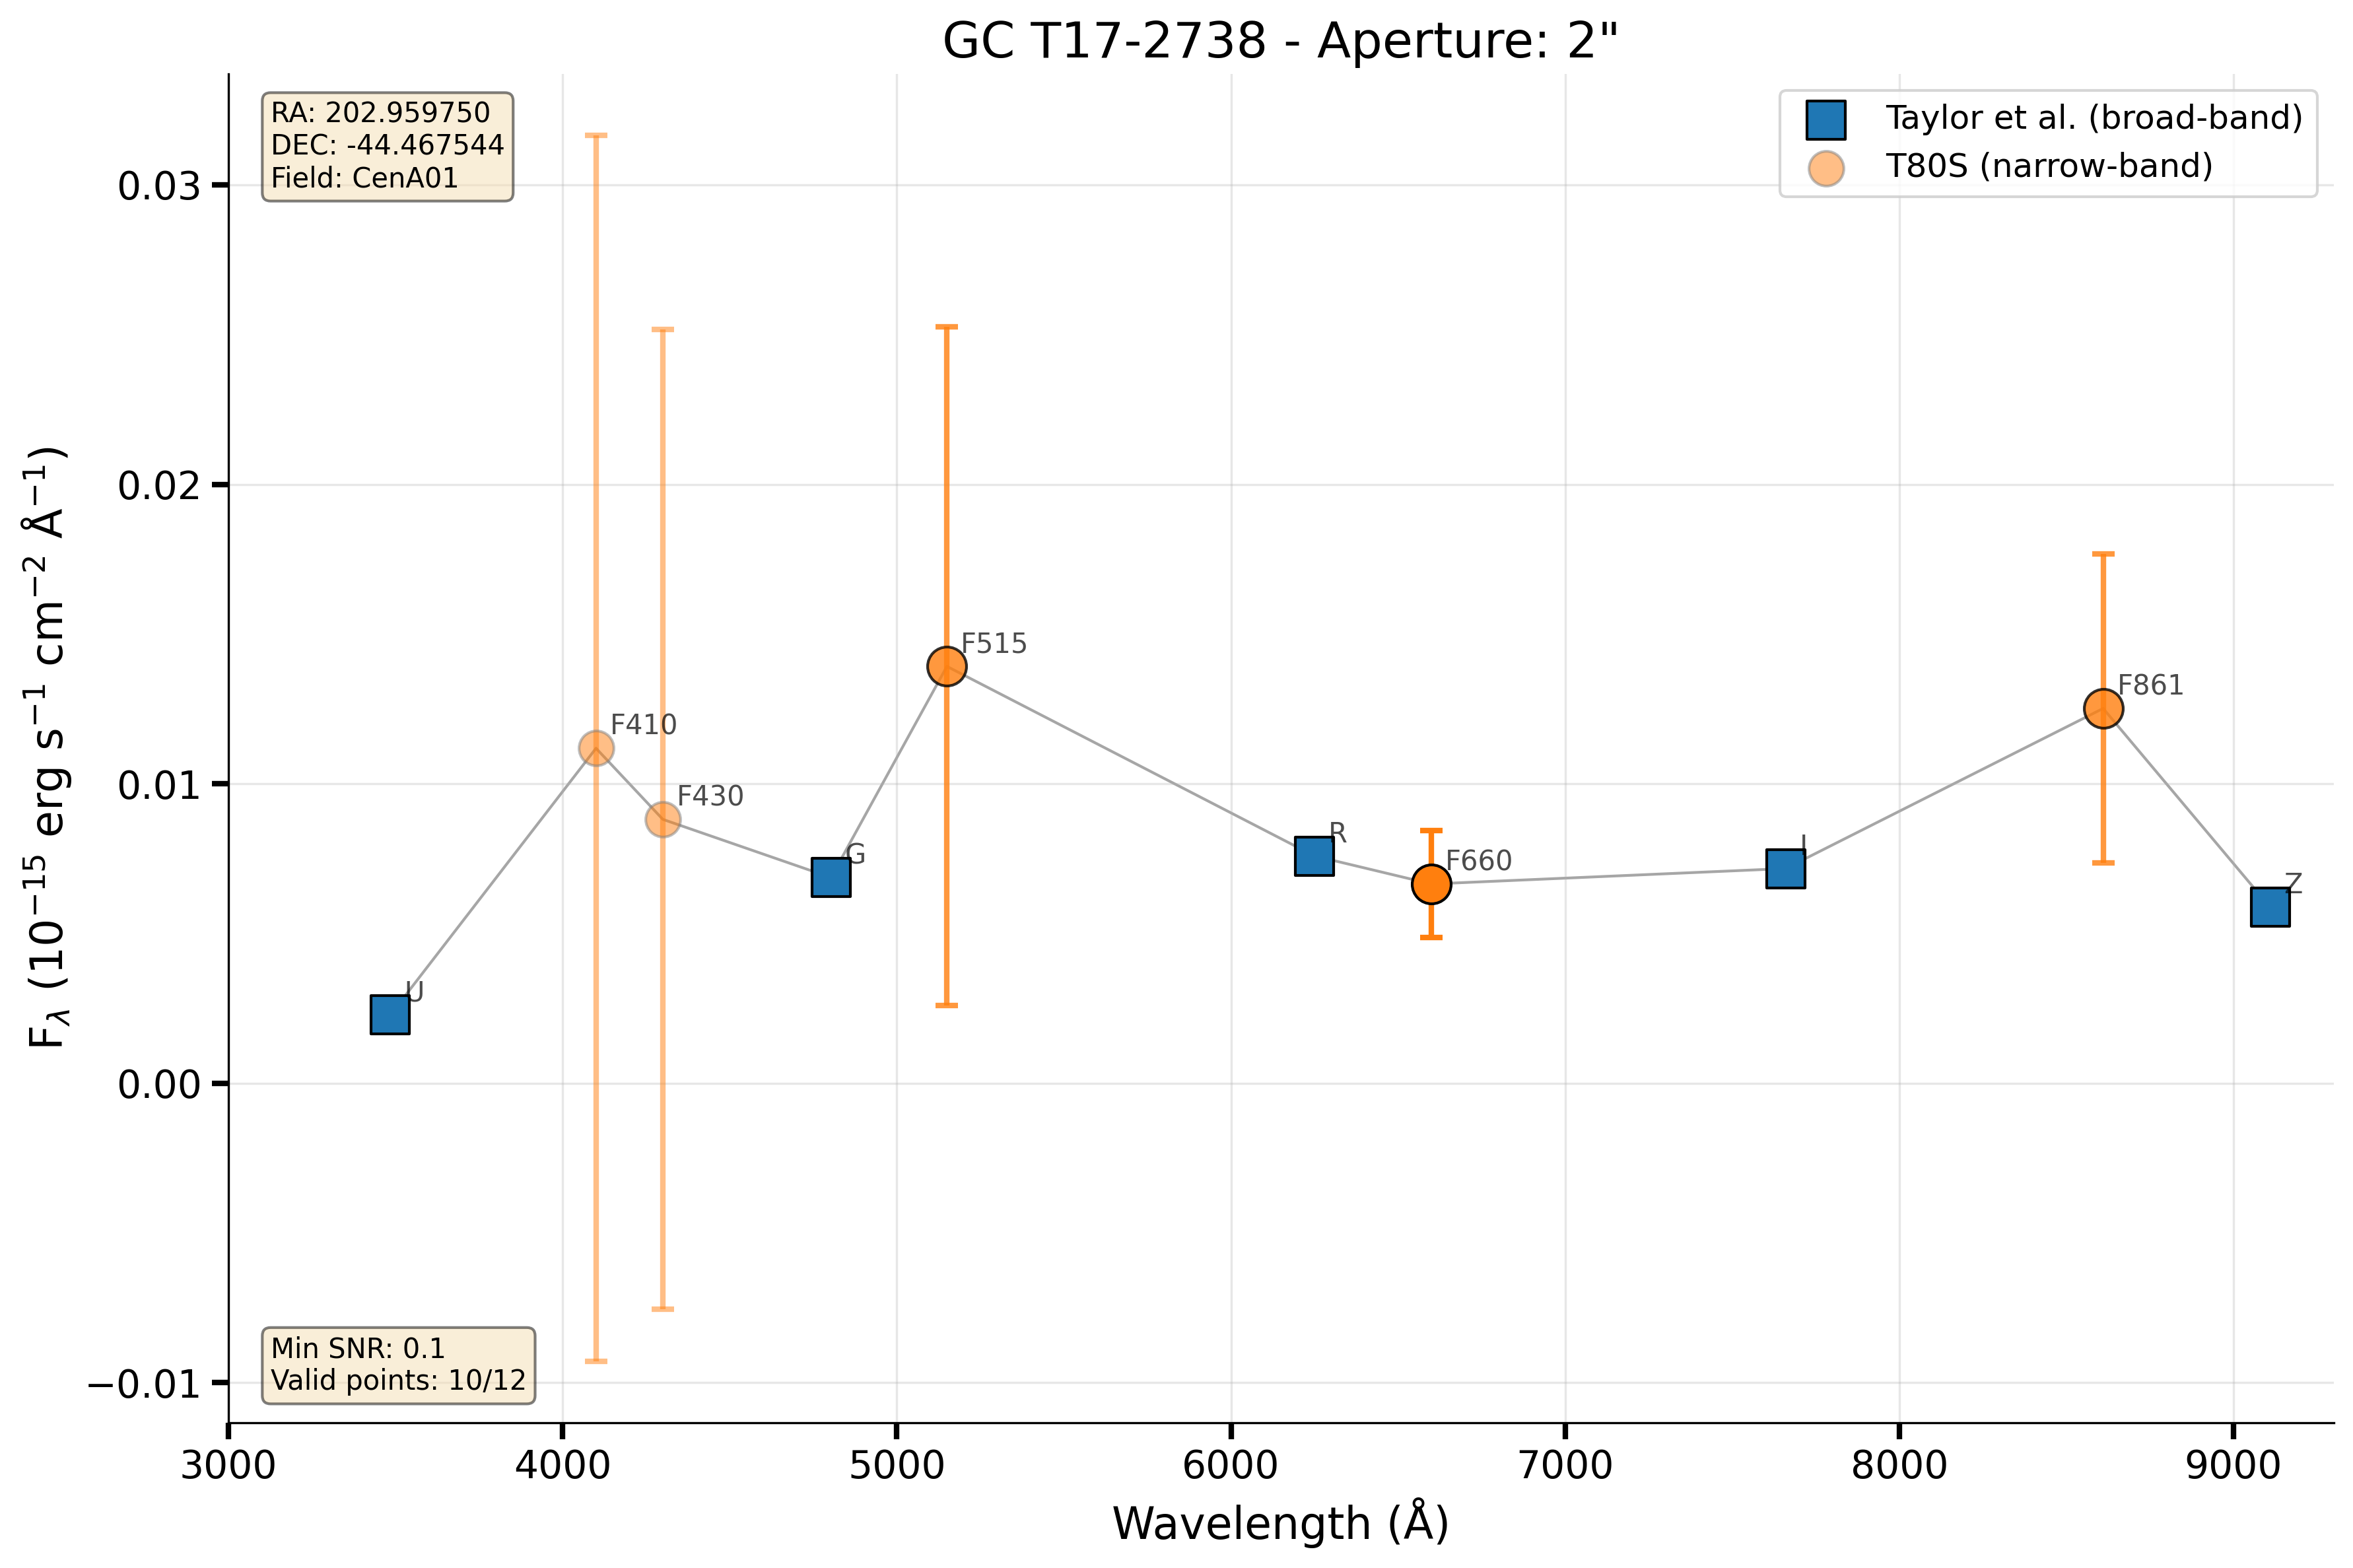 GC T17-2738 - Aperture: 2"
RA: 202.959750
DEC: -44.467544
Field: CenA01
Taylor et al. (broad-band)
T80S (narrow-band)
0.03
0.02
0.01
0.00
−0.01
F410
F430
F515
F861
G
R
F660
I
Z
U
Min SNR: 0.1
Valid points: 10/12
3000 4000 5000 6000 7000 8000 9000
Wavelength (Å)
Fλ (10⁻¹⁵ erg s⁻¹ cm⁻² Å⁻¹)